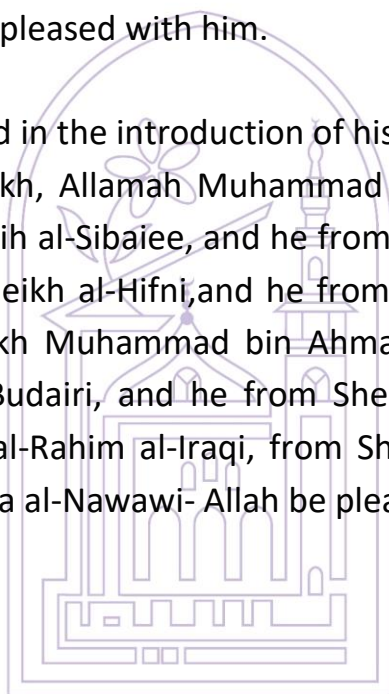 pleased with him.
d in the introduction of his
kh, Allamah Muhammad
ih al-Sibaiee, and he from
eikh al-Hifni,and he from
kh Muhammad bin Ahma
Budairi, and he from She
al-Rahim al-Iraqi, from Sh
a al-Nawawi- Allah be plea